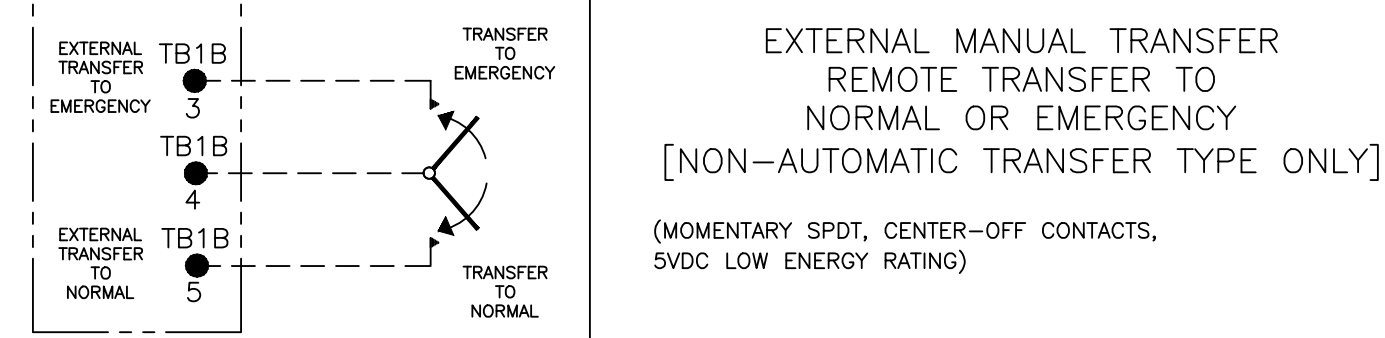 EXTERNAL
TRANSFER
TO
EMERGENCY
TB1B
3
TRANSFER
TO
EMERGENCY
TB1B
4
EXTERNAL
TRANSFER
TO
NORMAL
TB1B
5
TRANSFER
TO
NORMAL
EXTERNAL MANUAL TRANSFER
REMOTE TRANSFER TO
NORMAL OR EMERGENCY
[NON–AUTOMATIC TRANSFER TYPE ONLY]
(MOMENTARY SPDT, CENTER–OFF CONTACTS,
5VDC LOW ENERGY RATING)